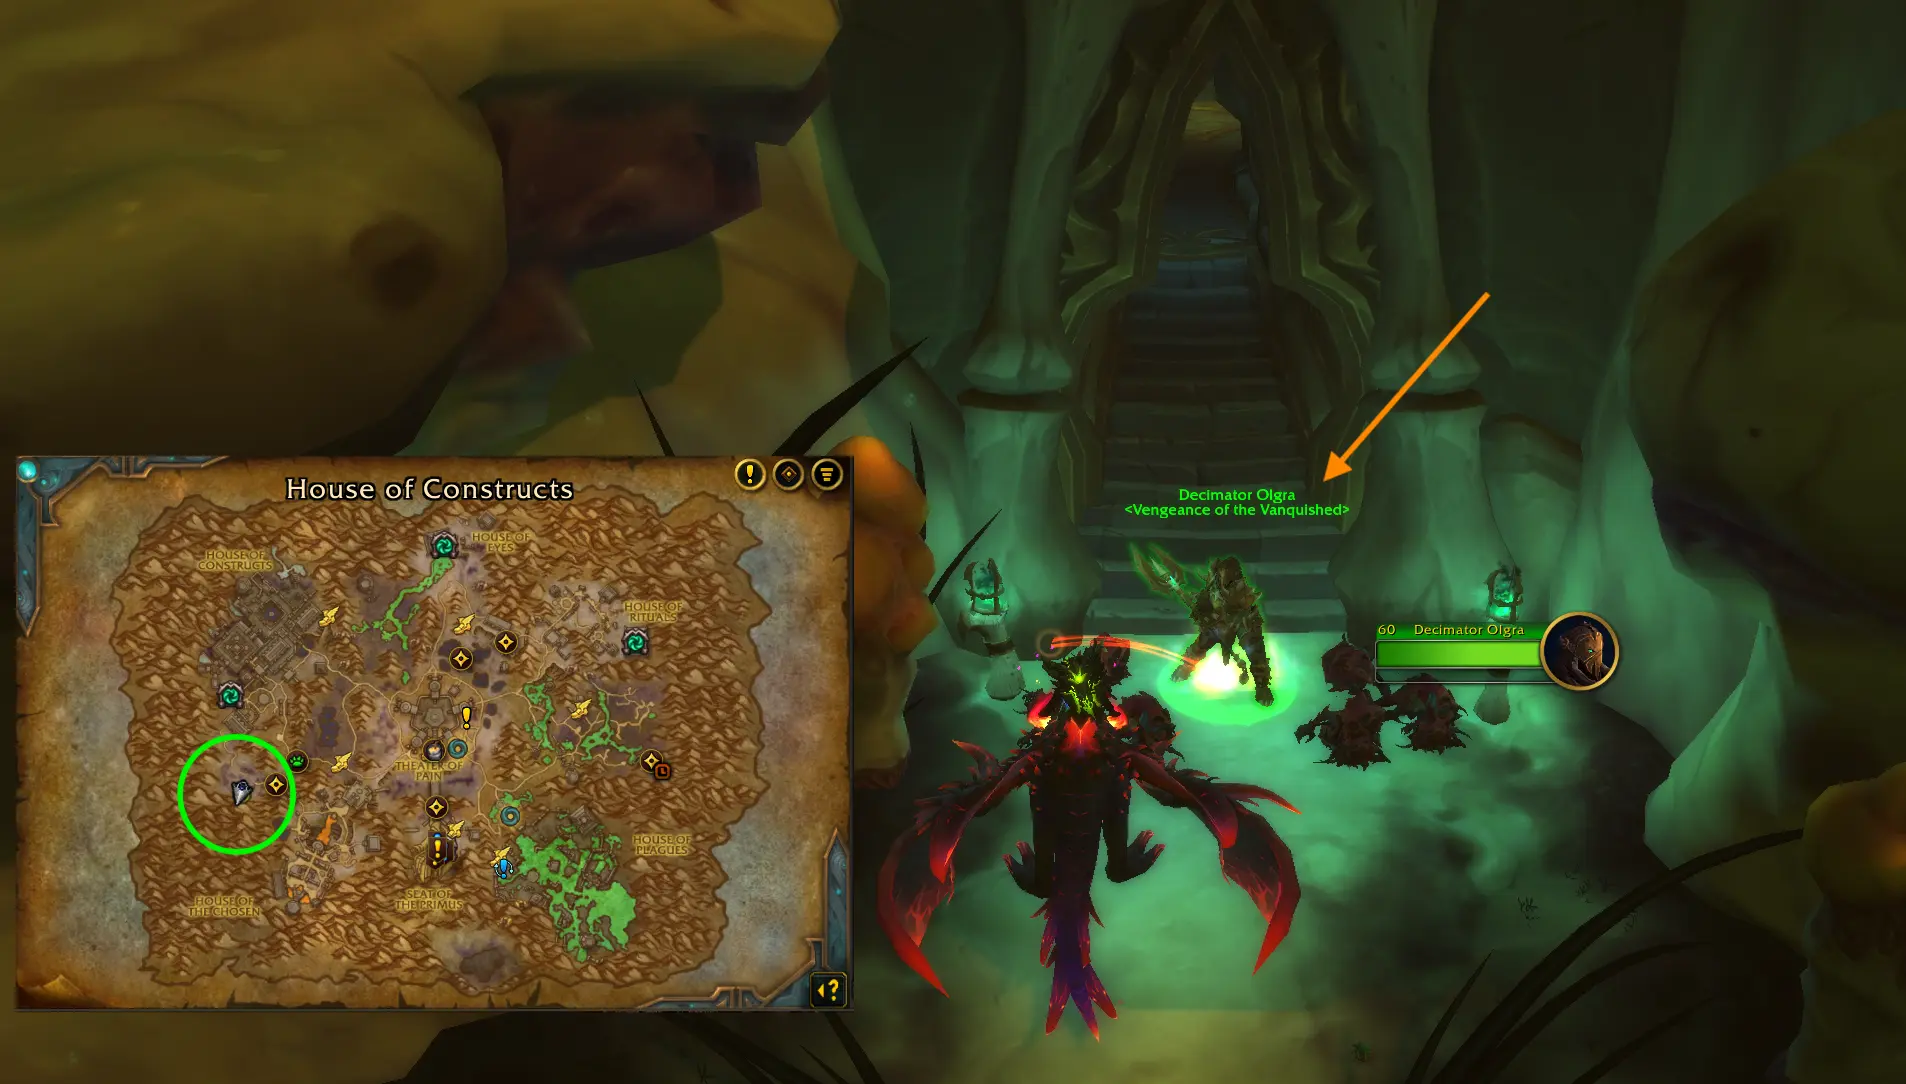 House of Constructs
HOUSE OF
EYES
HOUSE OF
CONSTRUCTS
HOUSE OF
RITUALS
THEATER OF
PAIN
HOUSE OF
PLAGUES
SEAT OF
THE PRIMUS
HOUSE OF
THE CHOSEN
Decimator Olgra
<Vengeance of the Vanquished>
60 Decimator Olgra